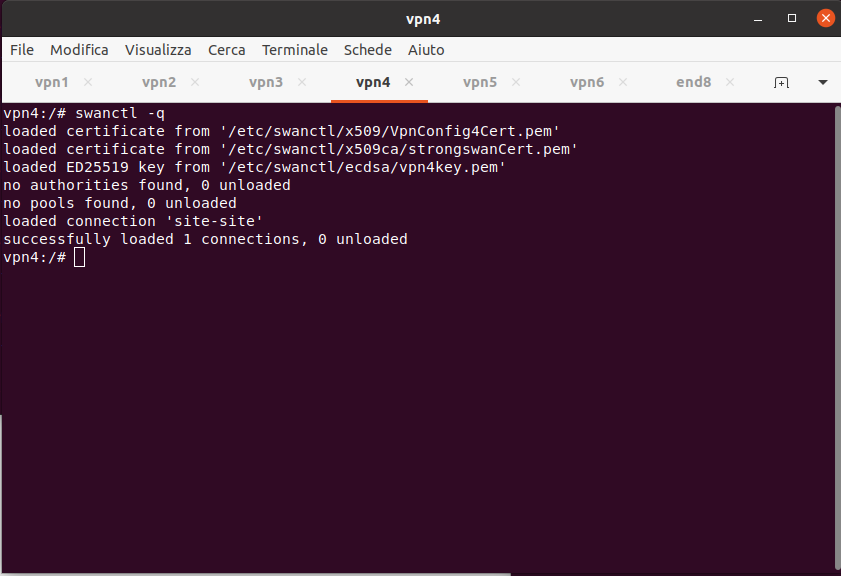 vpn4
File Modifica Visualizza Cerca Terminale Schede Aiuto
vpn1 × vpn2 × vpn3 × vpn4 × vpn5 × vpn6 × end8 ×
vpn4:/# swanctl -q
loaded certificate from '/etc/swanctl/x509/VpnConfig4Cert.pem'
loaded certificate from '/etc/swanctl/x509ca/strongswanCert.pem'
loaded ED25519 key from '/etc/swanctl/ecdsa/vpn4key.pem'
no authorities found, 0 unloaded
no pools found, 0 unloaded
loaded connection 'site-site'
successfully loaded 1 connections, 0 unloaded
vpn4:/#